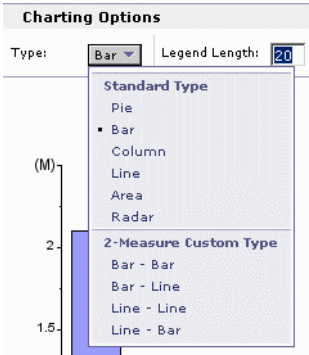 Charting Options
Type: Bar Legend Length: 20
Standard Type
Pie
Bar
Column
Line
Area
Radar
2-Measure Custom Type
Bar - Bar
Bar - Line
Line - Line
Line - Bar
(M)
2
1.5